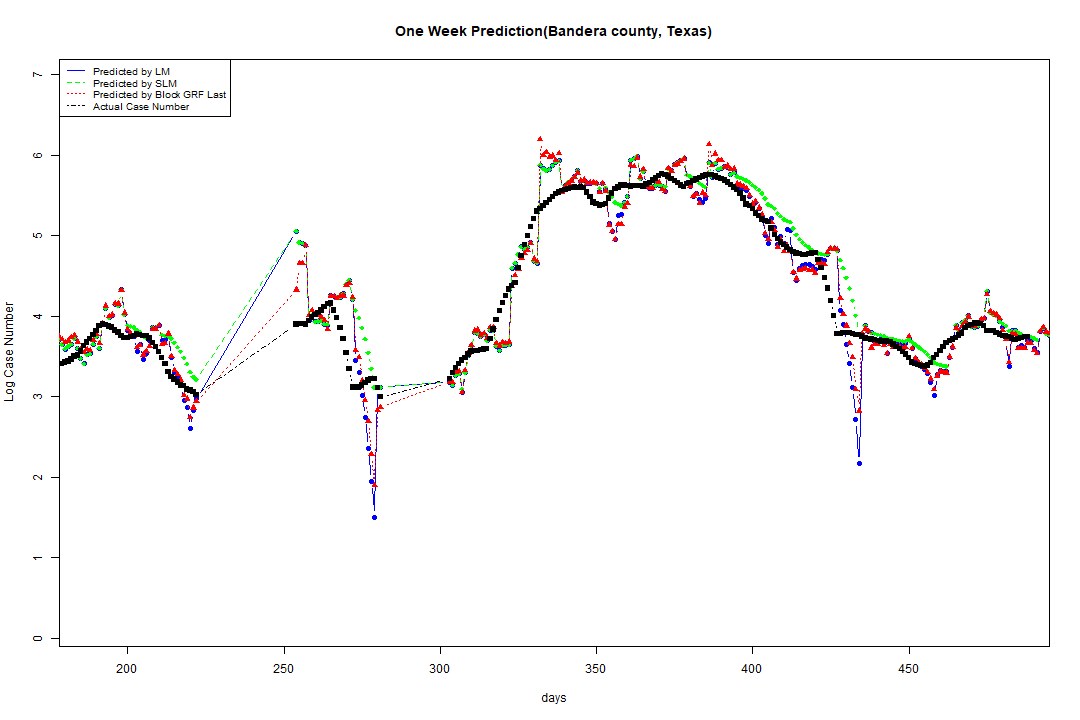 One Week Prediction(Bandera county, Texas)
Predicted by LM
Predicted by SLM
Predicted by Block GRF Last
Actual Case Number
7
6
5
4
3
2
1
0
Log Case Number
200 250 300 350 400 450
days